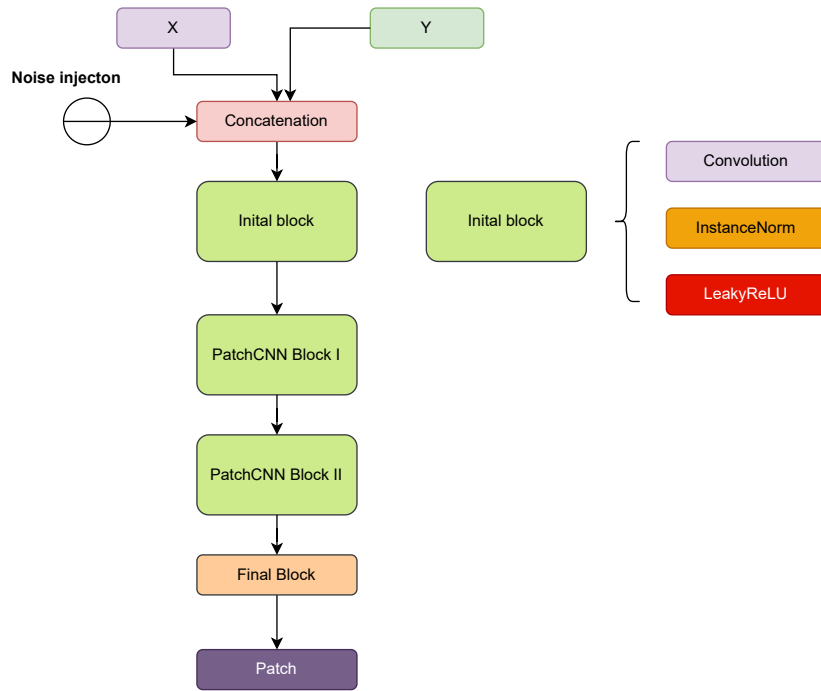 X
Y
Noise injecton
Concatenation
Inital block
PatchCNN Block I
PatchCNN Block II
Final Block
Patch
Inital block
Convolution
InstanceNorm
LeakyReLU